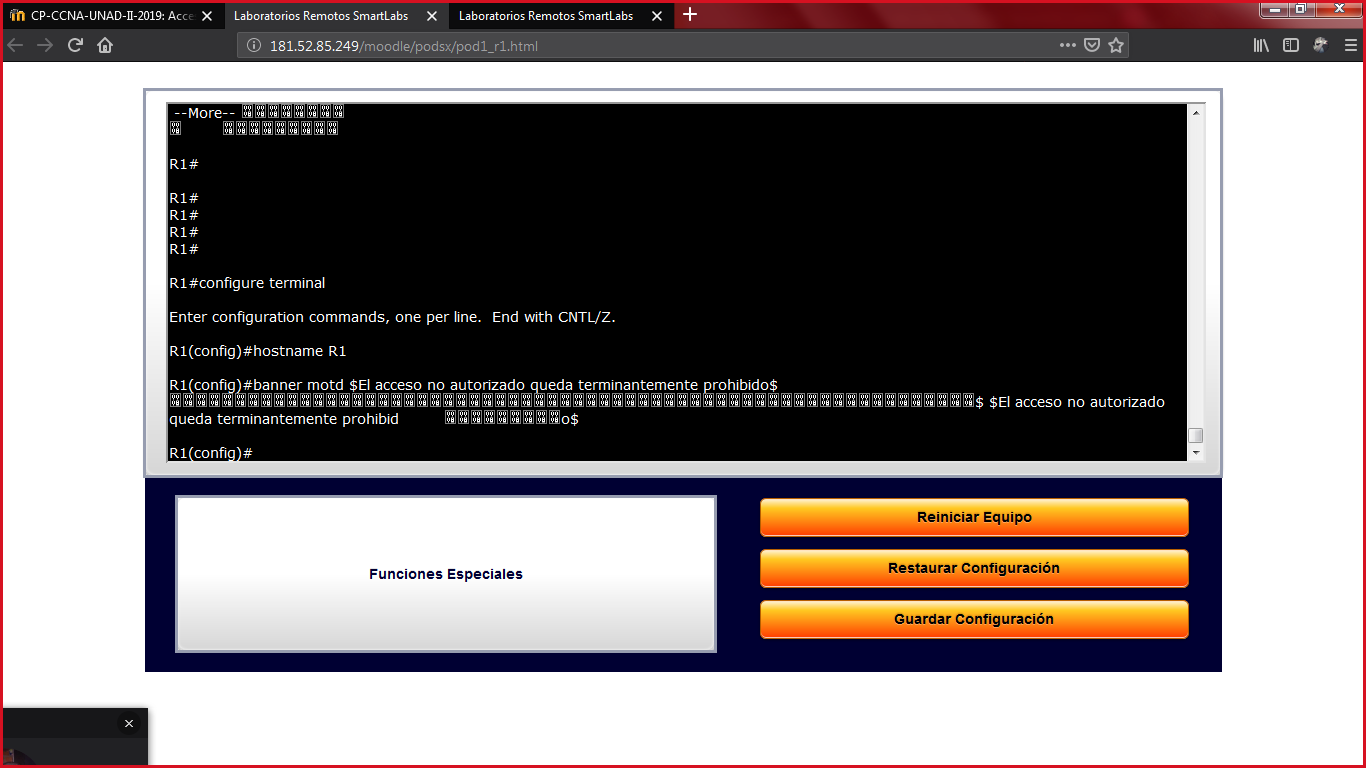 CP-CCNA-UNAD-II-2019: Acce
Laboratorios Remotos SmartLabs
Laboratorios Remotos SmartLabs
181.52.85.249/moodle/podsx/pod1_r1.html
--More--
R1#
R1#
R1#
R1#
R1#
R1#configure terminal
Enter configuration commands, one per line.  End with CNTL/Z.
R1(config)#hostname R1
R1(config)#banner motd $El acceso no autorizado queda terminantemente prohibido$
$ $El acceso no autorizado
queda terminantemente prohibid o$
R1(config)#
Funciones Especiales
Reiniciar Equipo
Restaurar Configuración
Guardar Configuración